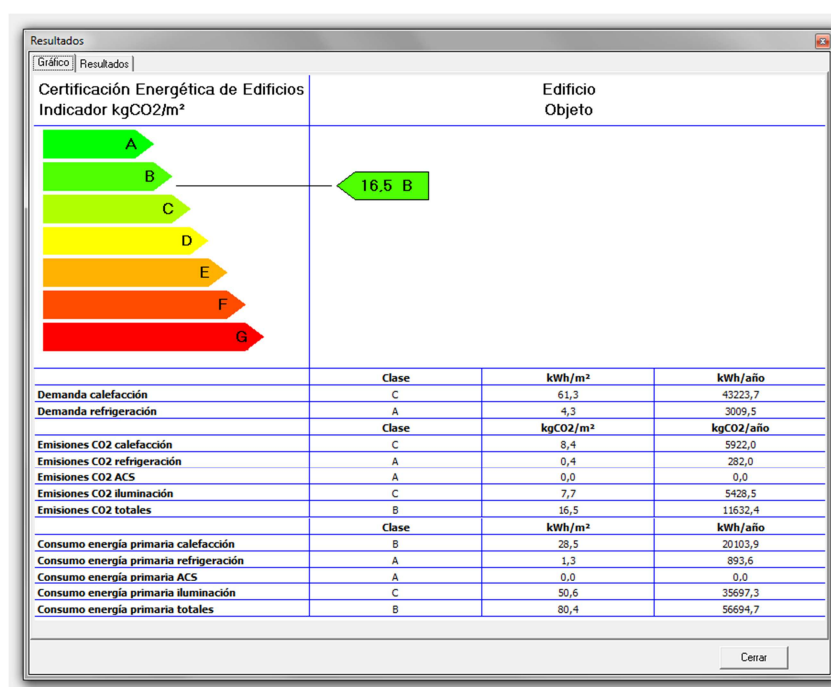 Resultados
Gráfico Resultados
Certificación Energética de Edificios
Indicador kgCO2/m²
Edificio
Objeto
A
B
16,5 B
C
D
E
F
G
Clase kWh/m² kWh/año
Demanda calefacción C 61,3 43223,7
Demanda refrigeración A 4,3 3009,5
Clase kgCO2/m² kgCO2/año
Emisiones CO2 calefacción C 8,4 5922,0
Emisiones CO2 refrigeración A 0,4 282,0
Emisiones CO2 ACS A 0,0 0,0
Emisiones CO2 iluminación C 7,7 5428,5
Emisiones CO2 totales B 16,5 11632,4
Clase kWh/m² kWh/año
Consumo energía primaria calefacción B 28,5 20103,9
Consumo energía primaria refrigeración A 1,3 893,6
Consumo energía primaria ACS A 0,0 0,0
Consumo energía primaria iluminación C 50,6 35697,3
Consumo energía primaria totales B 80,4 56694,7
Cerrar